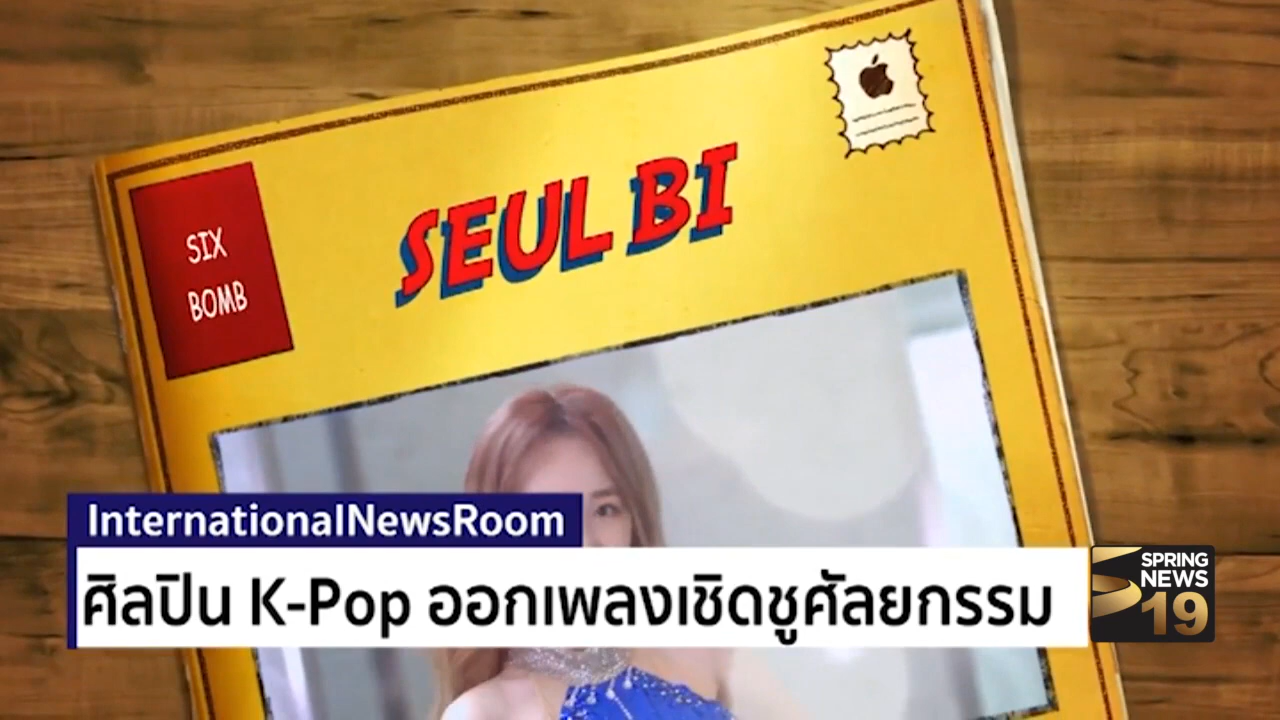 SIX
BOMB
SEUL BI
InternationalNewsRoom
ศิลปิน K-Pop ออกเพลงเชิดชูศัลยกรรม
SPRING
NEWS
19